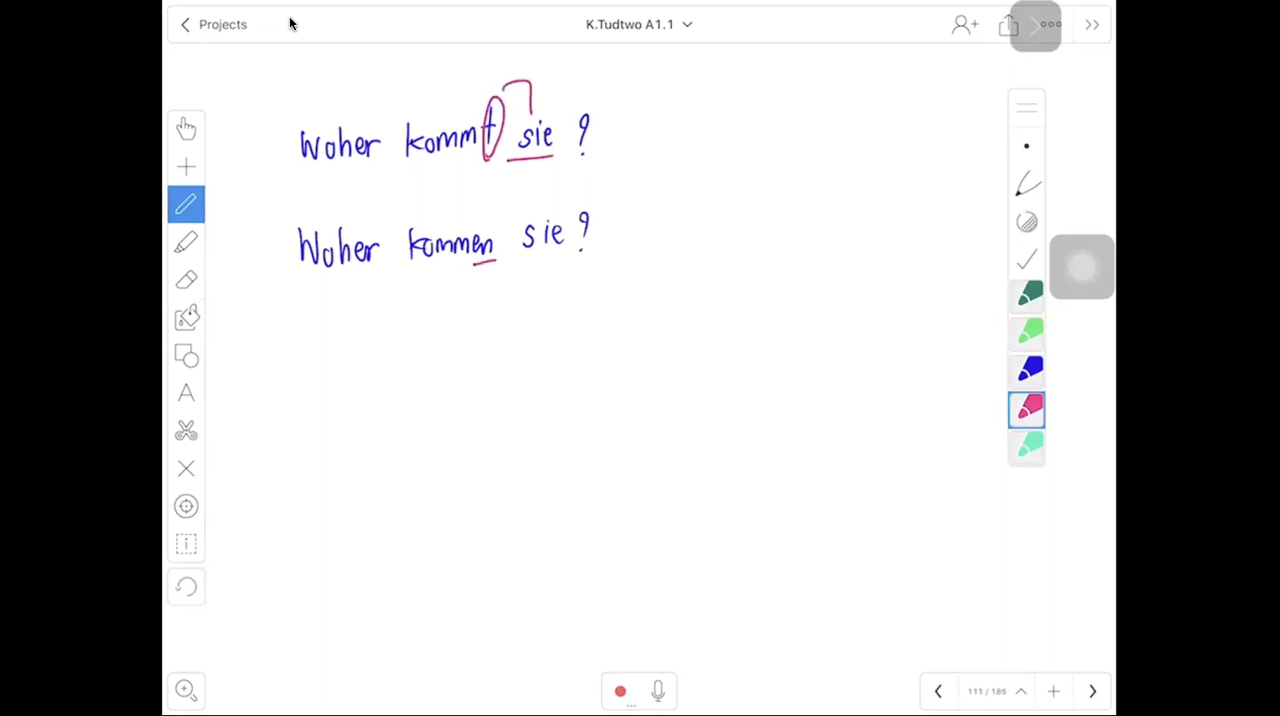 Projects
K.Tudtwo A1.1
Woher kommt sie ?
Woher kommen sie ?
A
111 / 186